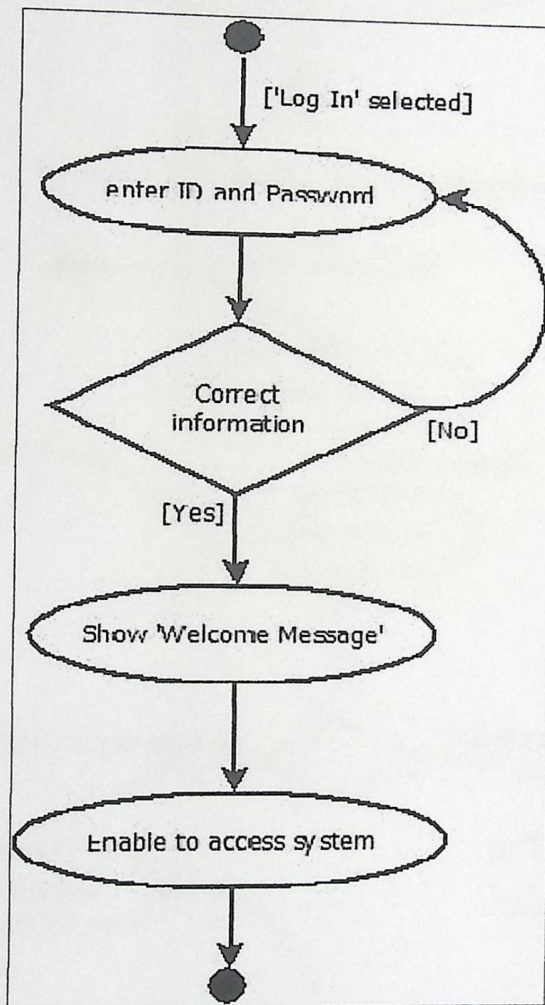 ['Log In' selected]
enter ID and Password
Correct
information
[No]
[Yes]
Show 'Welcome Message'
Enable to access system